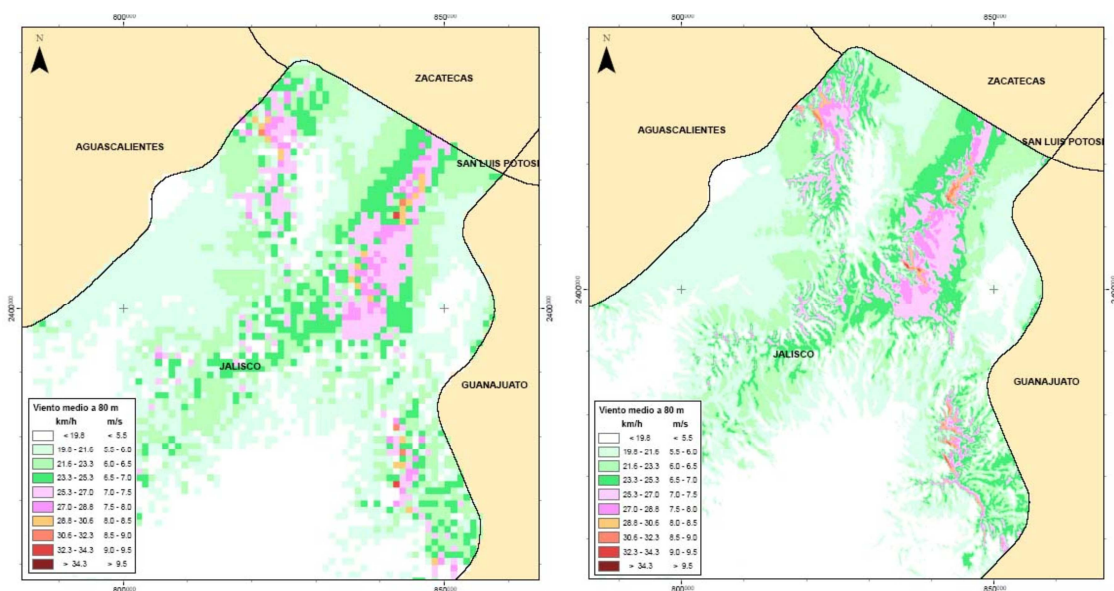 800000
850000
N
ZACATECAS
AGUASCALIENTES
SAN LUIS POTOSI
2400000
2400000
JALISCO
GUANAJUATO
Viento medio a 80 m
km/h m/s
< 19.8 < 5.5
19.8 - 21.6 5.5 - 6.0
21.6 - 23.3 6.0 - 6.5
23.3 - 25.3 6.5 - 7.0
25.3 - 27.0 7.0 - 7.5
27.0 - 28.8 7.5 - 8.0
28.8 - 30.6 8.0 - 8.5
30.6 - 32.3 8.5 - 9.0
32.3 - 34.3 9.0 - 9.5
> 34.3 > 9.5
800000
850000
800000
850000
N
ZACATECAS
AGUASCALIENTES
SAN LUIS POTOSI
2400000
2400000
JALISCO
GUANAJUATO
Viento medio a 80 m
km/h m/s
< 19.8 < 5.5
19.8 - 21.6 5.5 - 6.0
21.6 - 23.3 6.0 - 6.5
23.3 - 25.3 6.5 - 7.0
25.3 - 27.0 7.0 - 7.5
27.0 - 28.8 7.5 - 8.0
28.8 - 30.6 8.0 - 8.5
30.6 - 32.3 8.5 - 9.0
32.3 - 34.3 9.0 - 9.5
> 34.3 > 9.5
800000
850000